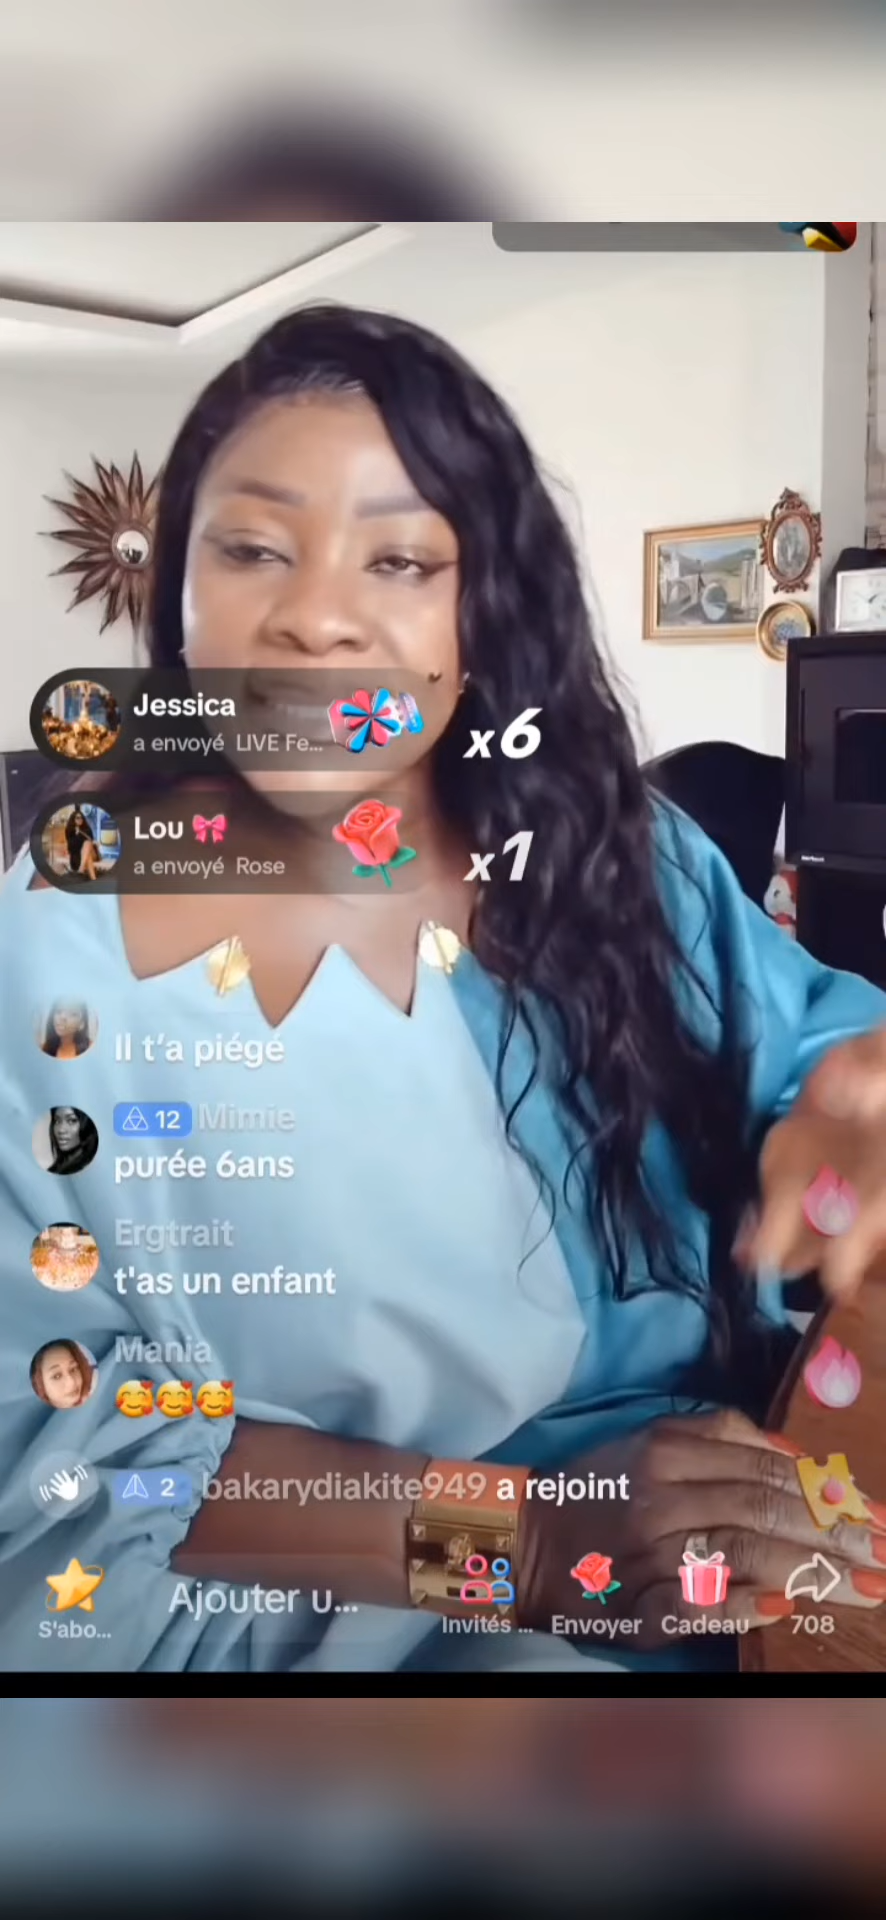 Jessica
a envoyé LIVE Fe...
x6
Lou 🎀
a envoyé Rose
x1
Il t'a piégé
12 Mimie
purée 6ans
Ergtrait
t'as un enfant
Mania
🥰🥰🥰
2 bakarydiakite949 a rejoint
Ajouter u...
S'abo...
Invités ...
Envoyer
Cadeau
708